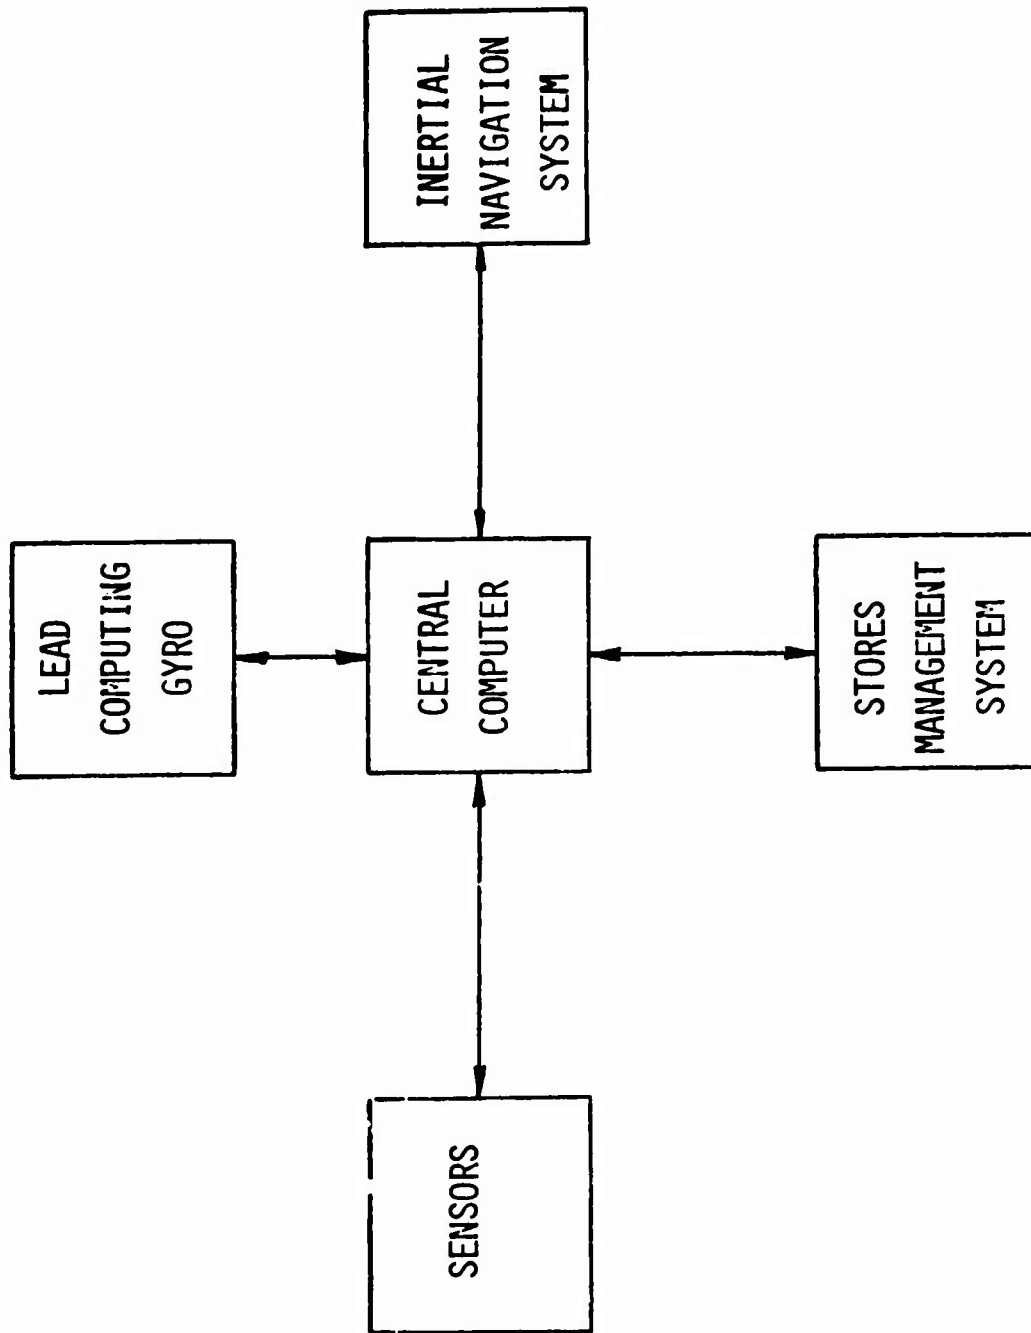 LEAD
COMPUTING
GYRO
SENSORS
CENTRAL
COMPUTER
INERTIAL
NAVIGATION
SYSTEM
STORES
MANAGEMENT
SYSTEM